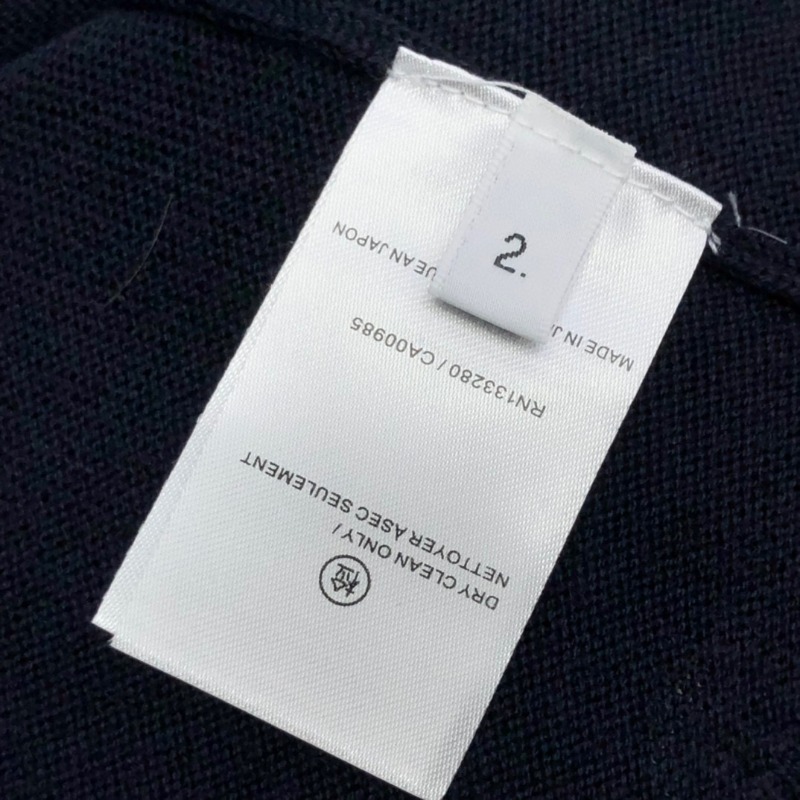 2.
DRY CLEAN ONLY /
NETTOYER ASEC SEULEMENT
RN133280 / CA00985
MADE IN
JAPON